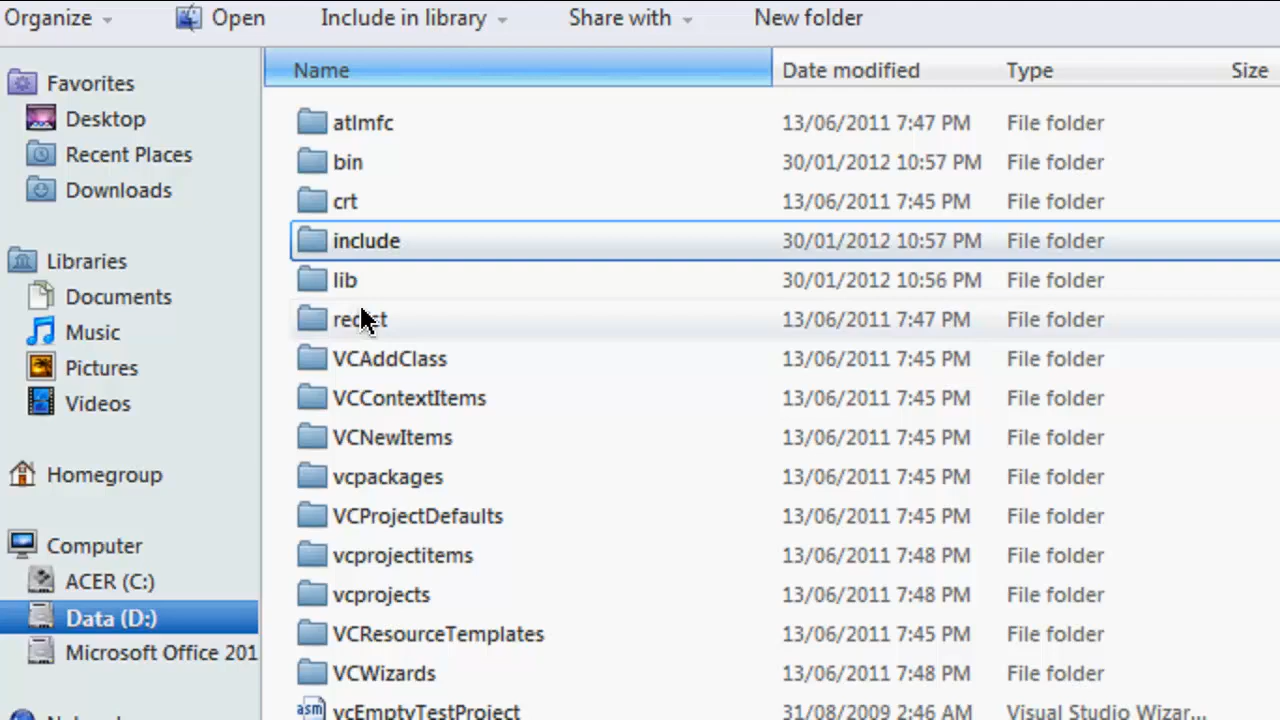 Organize Open Include in library Share with New folder
Name Date modified Type Size
Favorites
Desktop
Recent Places
Downloads
Libraries
Documents
Music
Pictures
Videos
Homegroup
Computer
ACER (C:)
Data (D:)
Microsoft Office 201
atlmfc 13/06/2011 7:47 PM File folder
bin 30/01/2012 10:57 PM File folder
crt 13/06/2011 7:45 PM File folder
include 30/01/2012 10:57 PM File folder
lib 30/01/2012 10:56 PM File folder
13/06/2011 7:47 PM File folder
VCAddClass 13/06/2011 7:45 PM File folder
VCContextItems 13/06/2011 7:45 PM File folder
VCNewItems 13/06/2011 7:45 PM File folder
vcpackages 13/06/2011 7:45 PM File folder
VCProjectDefaults 13/06/2011 7:45 PM File folder
vcprojectitems 13/06/2011 7:48 PM File folder
vcprojects 13/06/2011 7:48 PM File folder
VCResourceTemplates 13/06/2011 7:45 PM File folder
VCWizards 13/06/2011 7:48 PM File folder
asm vcEmptyTestProject 31/08/2009 2:46 AM Visual Studio Wizar...